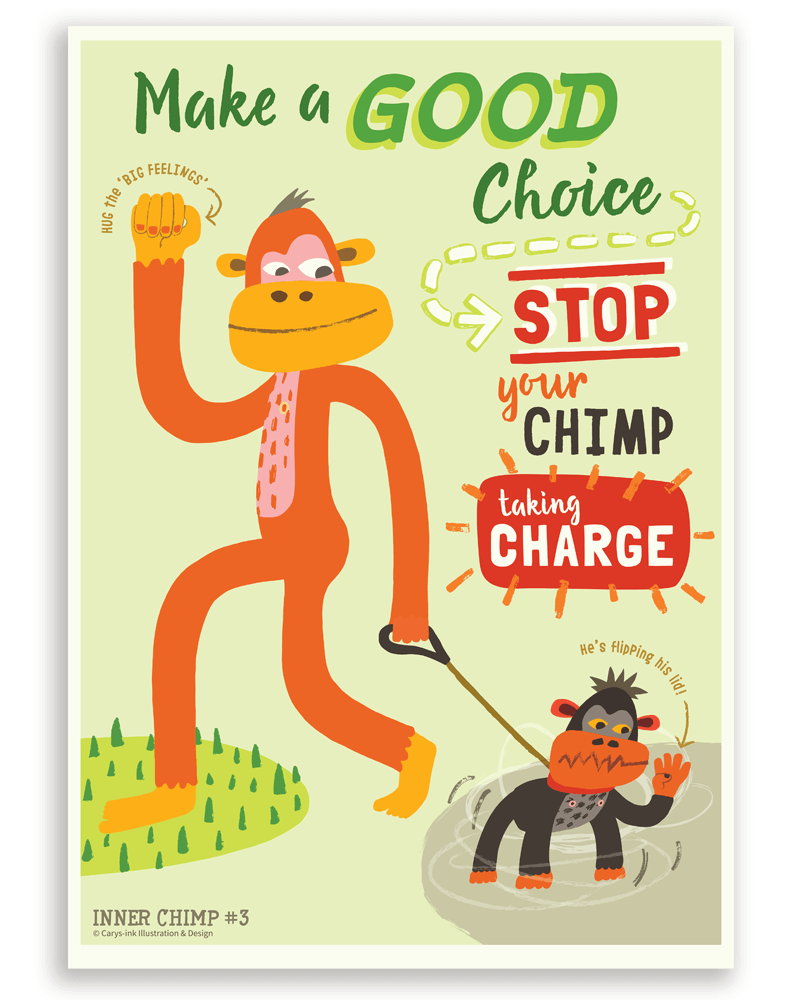 Make a GOOD
Choice
HUG the 'BIG FEELINGS'
STOP
your
CHIMP
taking
CHARGE
He's flipping his lid!
INNER CHIMP #3
© Carys-ink Illustration & Design